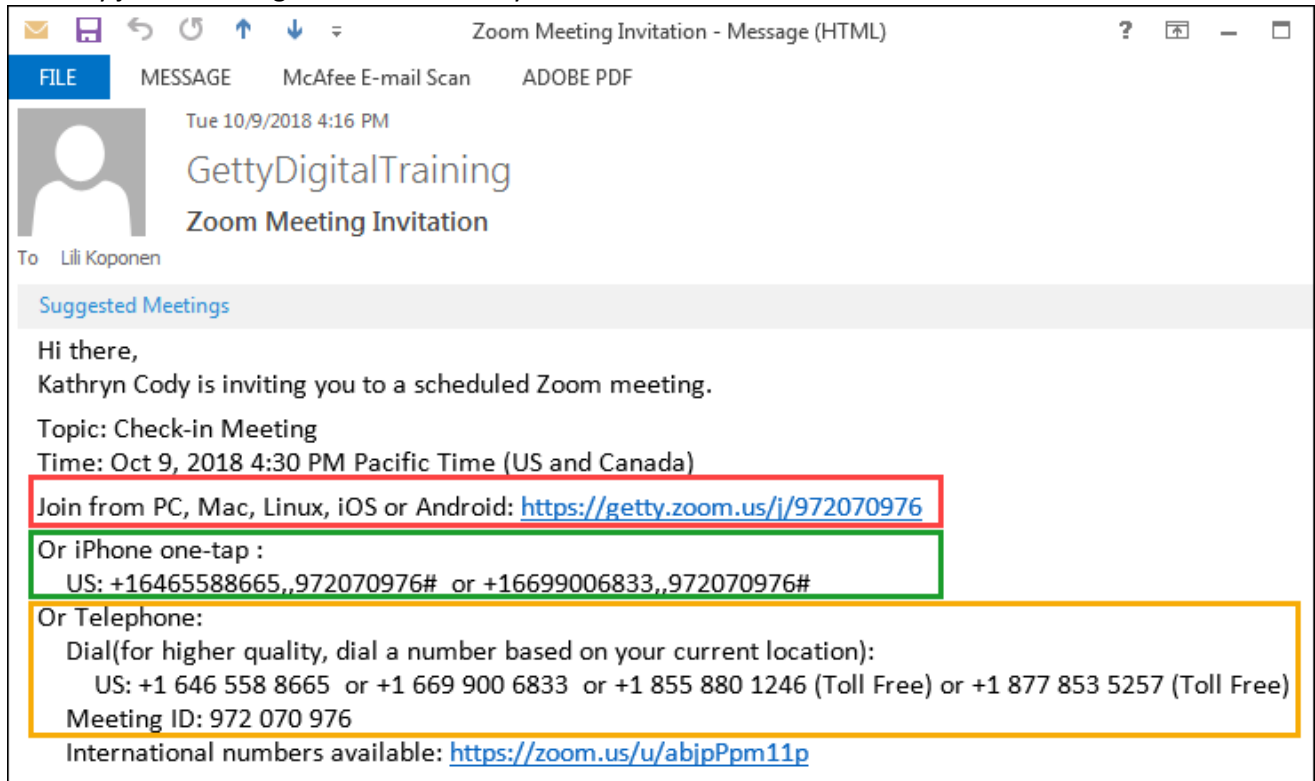 Zoom Meeting Invitation - Message (HTML)
FILE MESSAGE McAfee E-mail Scan ADOBE PDF
Tue 10/9/2018 4:16 PM
GettyDigitalTraining
Zoom Meeting Invitation
To Lili Koponen
Suggested Meetings
Hi there,
Kathryn Cody is inviting you to a scheduled Zoom meeting.
Topic: Check-in Meeting
Time: Oct 9, 2018 4:30 PM Pacific Time (US and Canada)
Join from PC, Mac, Linux, iOS or Android: https://getty.zoom.us/j/972070976
Or iPhone one-tap :
US: +16465588665,,972070976# or +16699006833,,972070976#
Or Telephone:
Dial(for higher quality, dial a number based on your current location):
US: +1 646 558 8665 or +1 669 900 6833 or +1 855 880 1246 (Toll Free) or +1 877 853 5257 (Toll Free)
Meeting ID: 972 070 976
International numbers available: https://zoom.us/u/abjpPpm11p